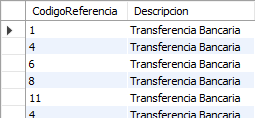 CodigoReferencia Descripcion
1 Transferencia Bancaria
4 Transferencia Bancaria
6 Transferencia Bancaria
8 Transferencia Bancaria
11 Transferencia Bancaria
4 Transferencia Bancaria